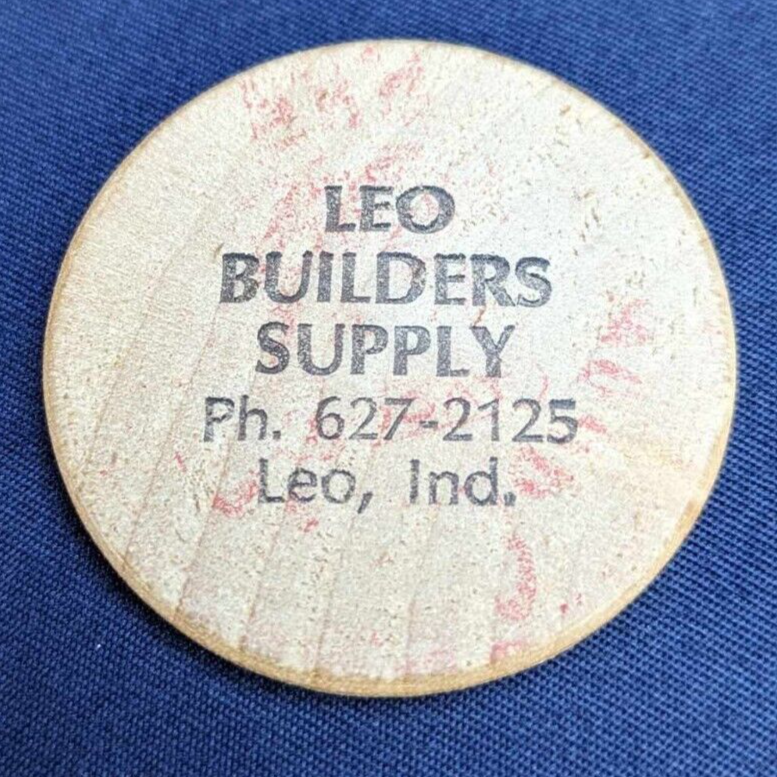 LEO
BUILDERS
SUPPLY
Ph. 627-2125
Leo, Ind.